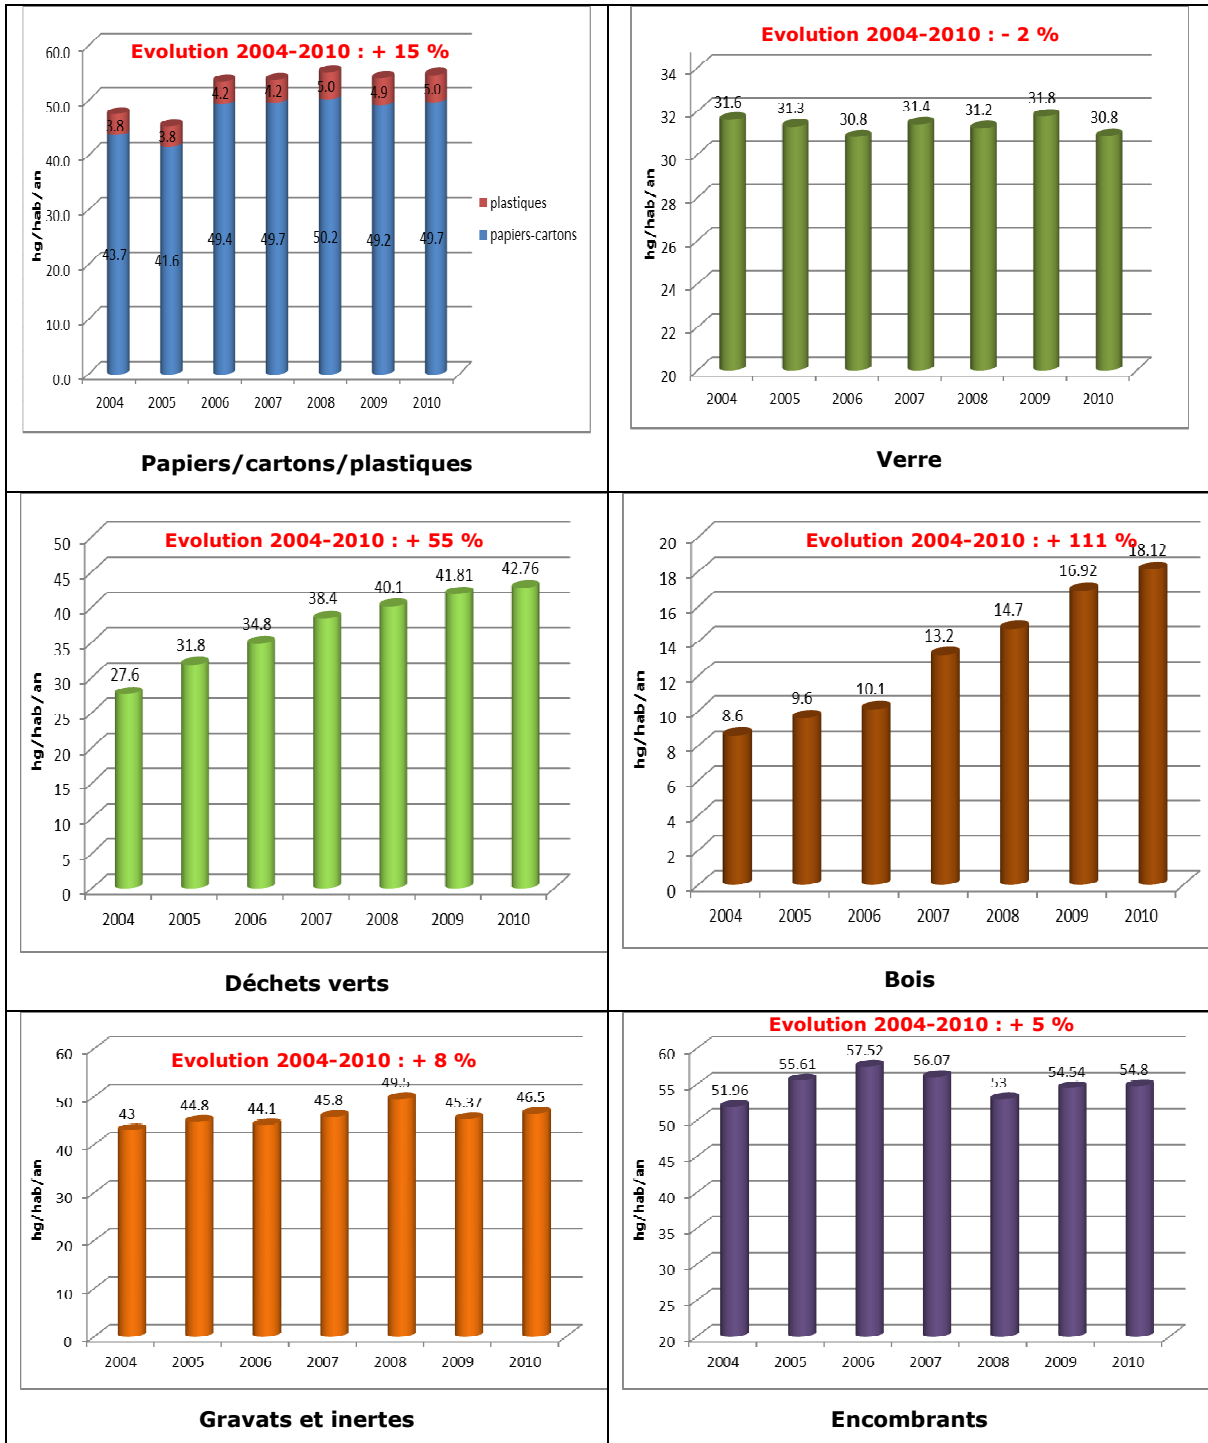 Evolution 2004-2010 : + 15 %
60.0
50.0
40.0
30.0
20.0
10.0
0.0
hg/hab/an
3.8 3.8 4.2 4.2 5.0 4.9 5.0
43.7 41.6 49.4 49.7 50.2 49.2 49.7
plastiques
papiers-cartons
2004 2005 2006 2007 2008 2009 2010
Papiers/cartons/plastiques
Evolution 2004-2010 : - 2 %
34
32
30
28
26
24
22
20
hg/hab/an
31.6 31.3 30.8 31.4 31.2 31.8 30.8
2004 2005 2006 2007 2008 2009 2010
Verre
Evolution 2004-2010 : + 55 %
50
45
40
35
30
25
20
15
10
5
0
hg/hab/an
27.6 31.8 34.8 38.4 40.1 41.81 42.76
2004 2005 2006 2007 2008 2009 2010
Déchets verts
Evolution 2004-2010 : + 111 %
20
18
16
14
12
10
8
6
4
2
0
hg/hab/an
8.6 9.6 10.1 13.2 14.7 16.92 18.12
2004 2005 2006 2007 2008 2009 2010
Bois
Evolution 2004-2010 : + 8 %
60
50
40
30
20
10
0
hg/hab/an
43 44.8 44.1 45.8 49.5 45.37 46.5
2004 2005 2006 2007 2008 2009 2010
Gravats et inertes
Evolution 2004-2010 : + 5 %
60
55
50
45
40
35
30
25
20
hg/hab/an
51.96 55.61 57.52 56.07 53 54.54 54.8
2004 2005 2006 2007 2008 2009 2010
Encombrants